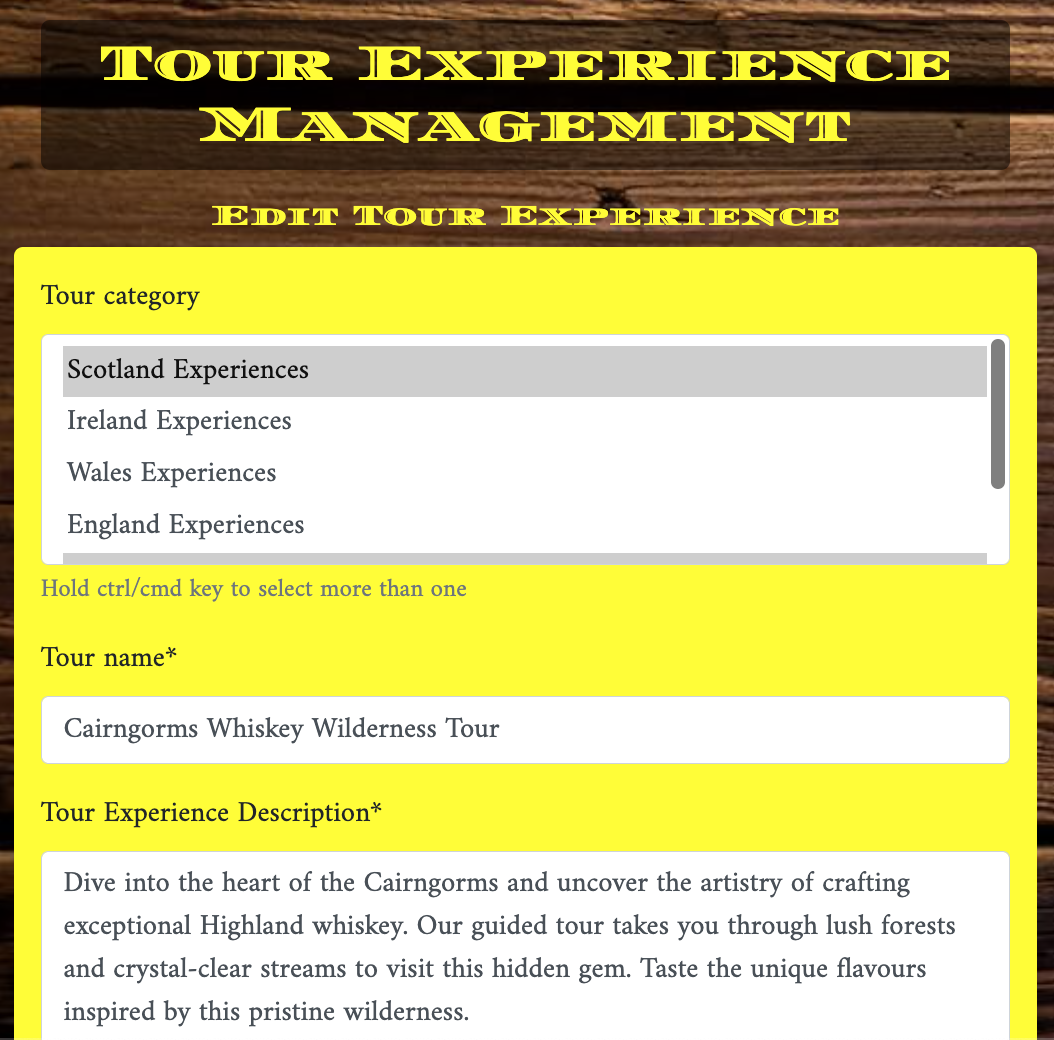 Tour Experience
Management
Edit Tour Experience
Tour category
Scotland Experiences
Ireland Experiences
Wales Experiences
England Experiences
Hold ctrl/cmd key to select more than one
Tour name*
Cairngorms Whiskey Wilderness Tour
Tour Experience Description*
Dive into the heart of the Cairngorms and uncover the artistry of crafting
exceptional Highland whiskey. Our guided tour takes you through lush forests
and crystal-clear streams to visit this hidden gem. Taste the unique flavours
inspired by this pristine wilderness.